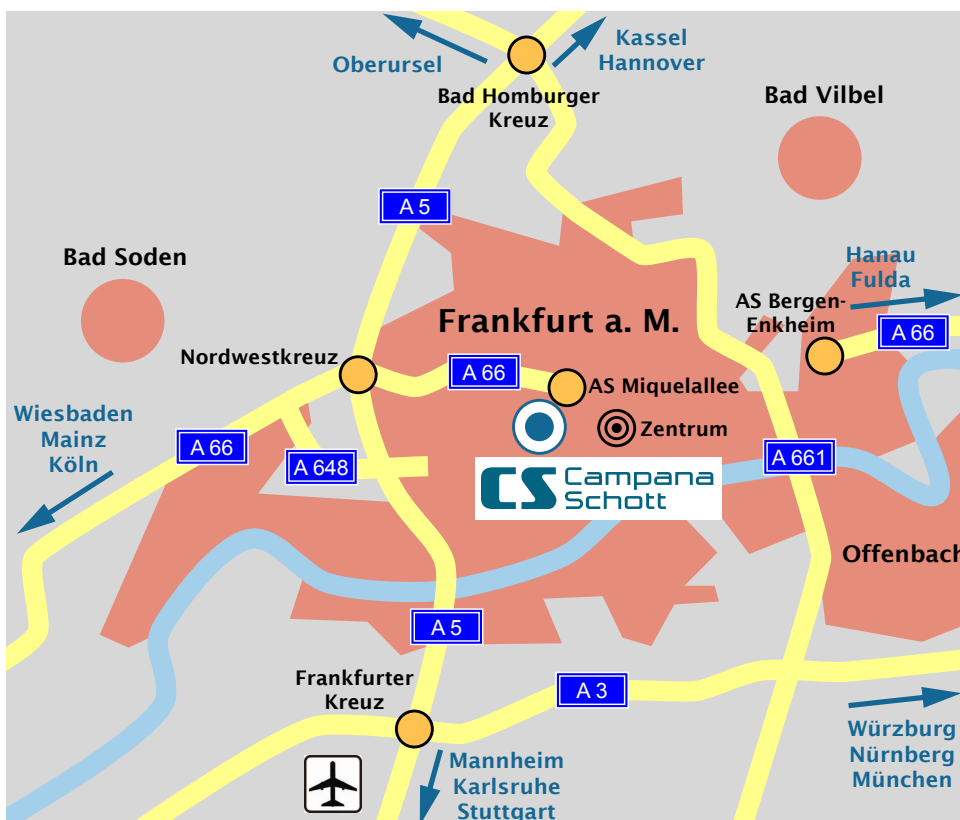 Kassel
Hannover
Oberursel
Bad Homburger
Kreuz
Bad Vilbel
A 5
Bad Soden
Hanau
Fulda
AS Bergen-
Enkheim
Frankfurt a. M.
A 66
Nordwestkreuz
A 66
AS Miquelallee
Wiesbaden
Mainz
Köln
A 66
Zentrum
A 648
A 661
CS Campana
Schott
Offenbach
A 5
Frankfurter
Kreuz
A 3
Würzburg
Nürnberg
München
Mannheim
Karlsruhe
Stuttgart